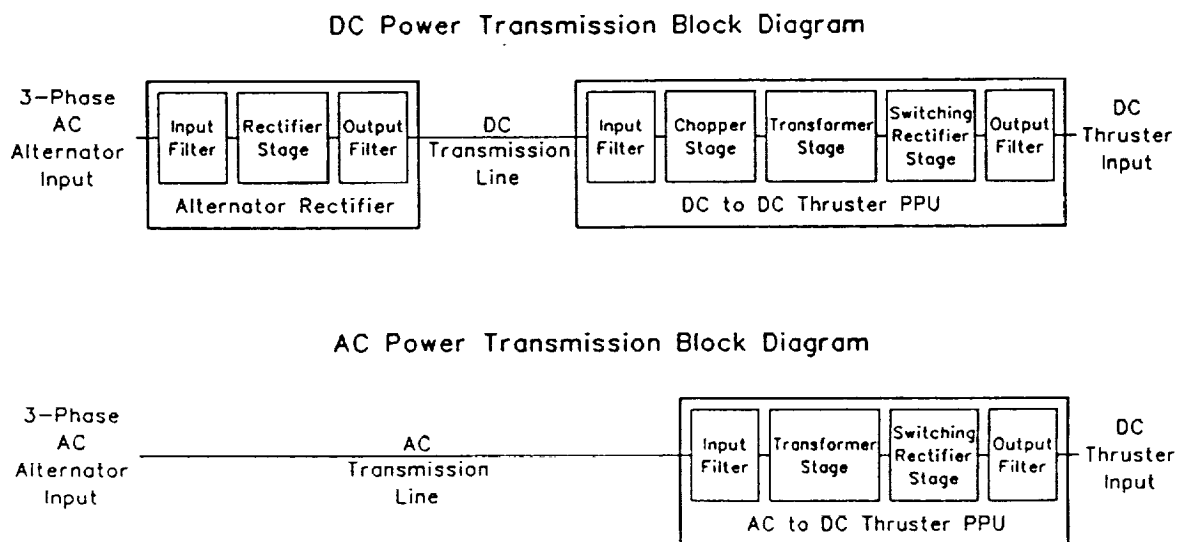 DC Power Transmission Block Diagram
3-Phase
AC
Alternator
Input
Input
Filter
Rectifier
Stage
Output
Filter
Alternator Rectifier
DC
Transmission
Line
Input
Filter
Chopper
Stage
Transformer
Stage
Switching
Rectifier
Stage
Output
Filter
DC to DC Thruster PPU
DC
Thruster
Input
AC Power Transmission Block Diagram
3-Phase
AC
Alternator
Input
AC
Transmission
Line
Input
Filter
Transformer
Stage
Switching
Rectifier
Stage
Output
Filter
AC to DC Thruster PPU
DC
Thruster
Input